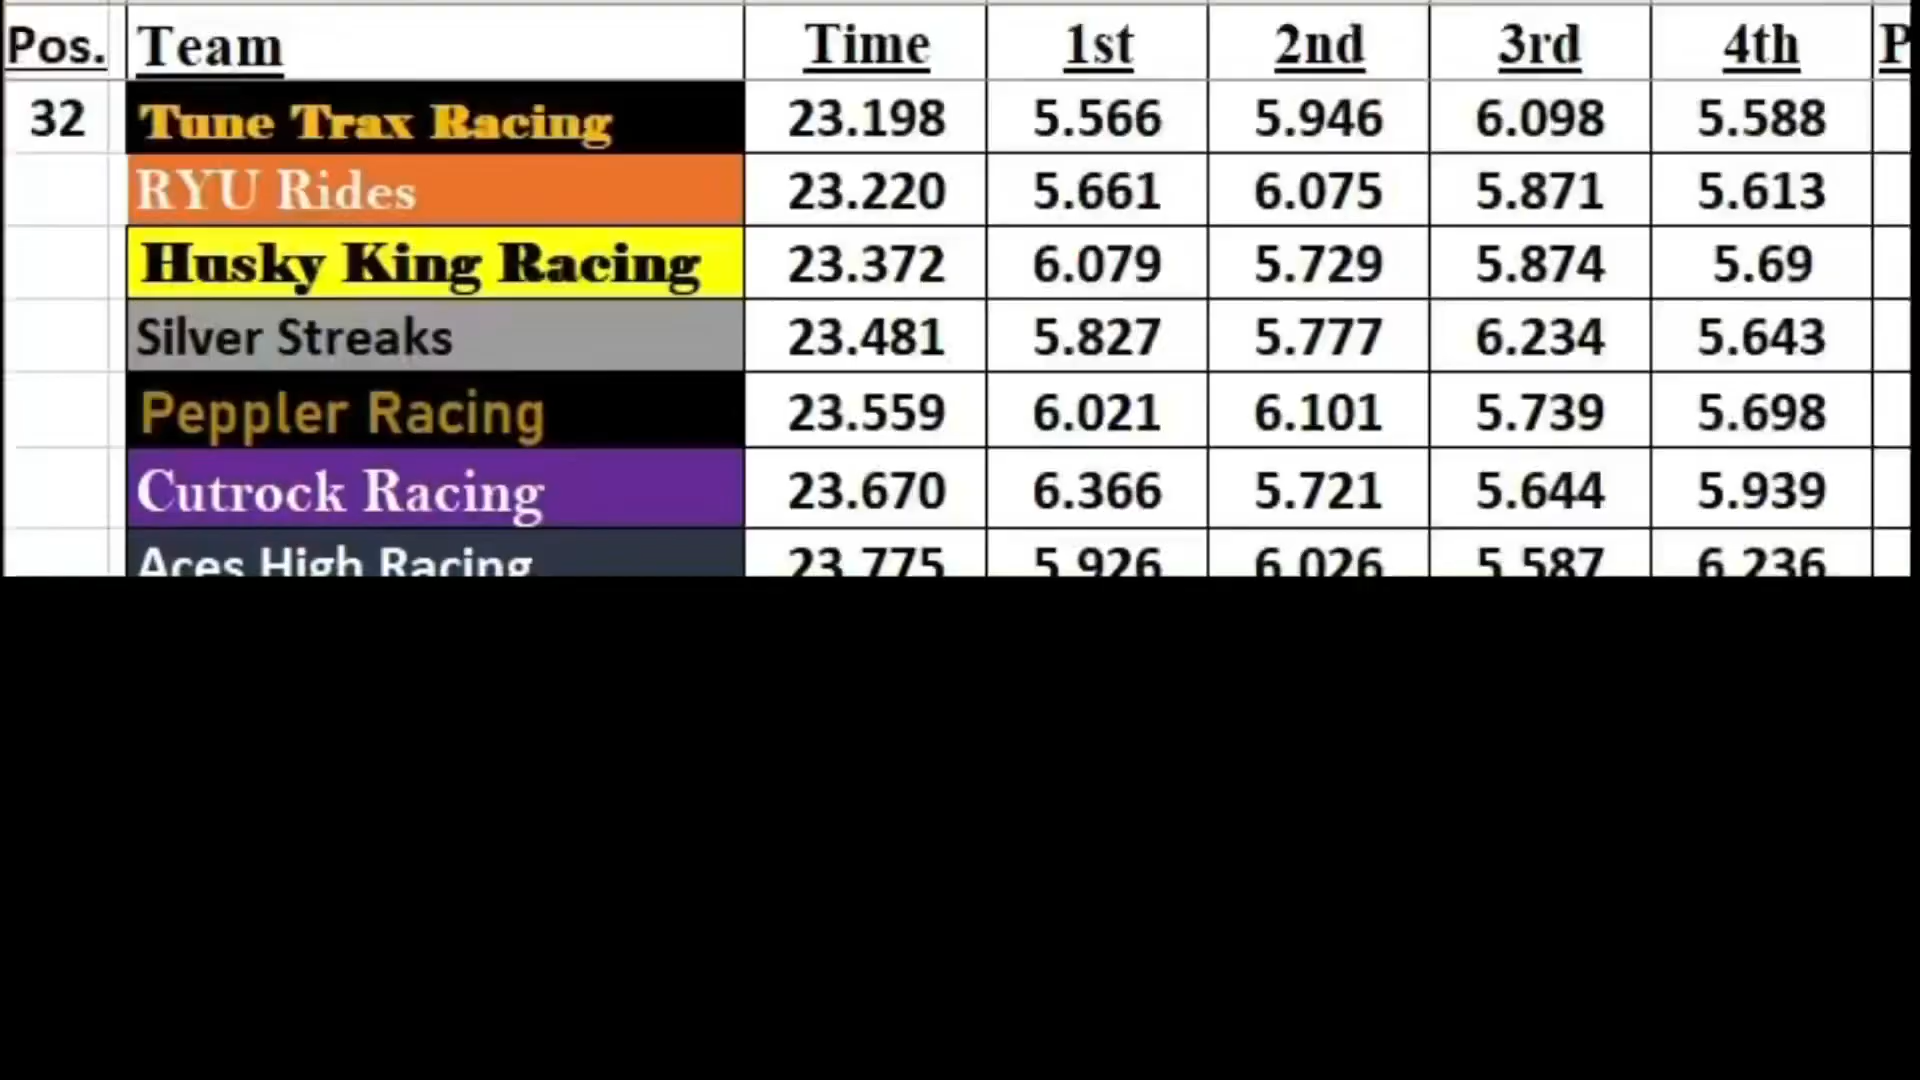 Pos. Team Time 1st 2nd 3rd 4th P
32 Tune Trax Racing 23.198 5.566 5.946 6.098 5.588
RYU Rides 23.220 5.661 6.075 5.871 5.613
Husky King Racing 23.372 6.079 5.729 5.874 5.69
Silver Streaks 23.481 5.827 5.777 6.234 5.643
Peppler Racing 23.559 6.021 6.101 5.739 5.698
Cutrock Racing 23.670 6.366 5.721 5.644 5.939
Aces High Racing 23.775 5.926 6.026 5.587 6.236